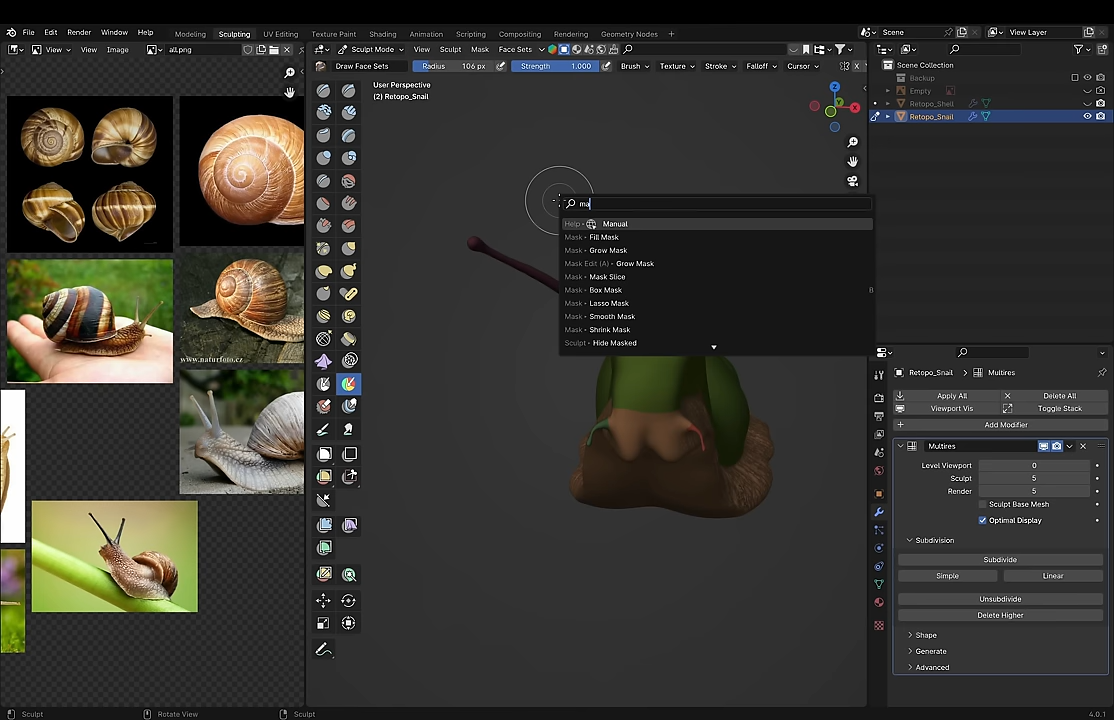 File Edit Render Window Help Modeling Sculpting UV Editing Texture Paint Shading Animation Scripting Compositing Rendering Geometry Nodes + Scene View Layer
View View Image all.png Sculpt Mode View Sculpt Mask Face Sets
Draw Face Sets Radius 106 px Strength 1.000 Brush Texture Stroke Falloff Cursor X
Scene Collection
Backup
Empty
Retopo_Shell
Retopo_Snail
User Perspective
(2) Retopo_Snail
Z
Y
X
ma
Help Manual
Mask Fill Mask
Mask Grow Mask
Mask Edit (A) Grow Mask
Mask Mask Slice
Mask Box Mask B
Mask Lasso Mask
Mask Smooth Mask
Mask Shrink Mask
Sculpt Hide Masked
www.naturfoto.cz
Retopo_Snail Multires
Apply All Delete All
Viewport Vis Toggle Stack
Add Modifier
Multires
Level Viewport 0
Sculpt 5
Render 5
Sculpt Base Mesh
Optimal Display
Subdivision
Subdivide
Simple Linear
Unsubdivide
Delete Higher
Shape
Generate
Advanced
Sculpt Rotate View Sculpt 4.0.1